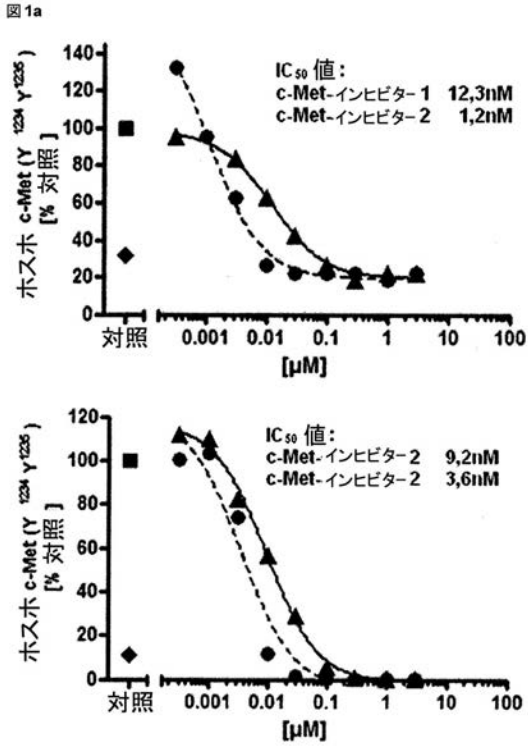 図1a
140
120
100
80
60
40
20
0
ホスホ c-Met (Y 1234 Y1235)
[% 対照]
IC50 値:
c-Met-インヒビター 1 12,3nM
c-Met-インヒビター 2 1,2nM
対照
0.001 0.01 0.1 1 10 100
[µM]
120
100
80
60
40
20
0
ホスホ c-Met (Y 1234 Y1235)
[% 対照]
IC50 値:
c-Met-インヒビター 2 9,2nM
c-Met-インヒビター 2 3,6nM
対照
0.001 0.01 0.1 1 10 100
[µM]